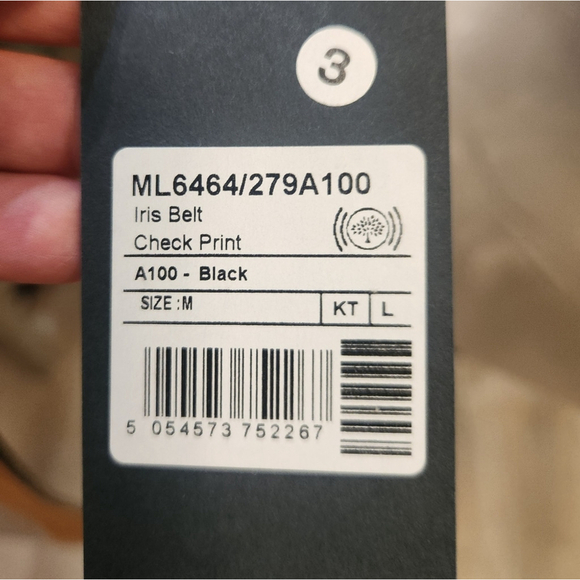 3
ML6464/279A100
Iris Belt
Check Print
A100 - Black
SIZE :M
KT L
5 054573 752267